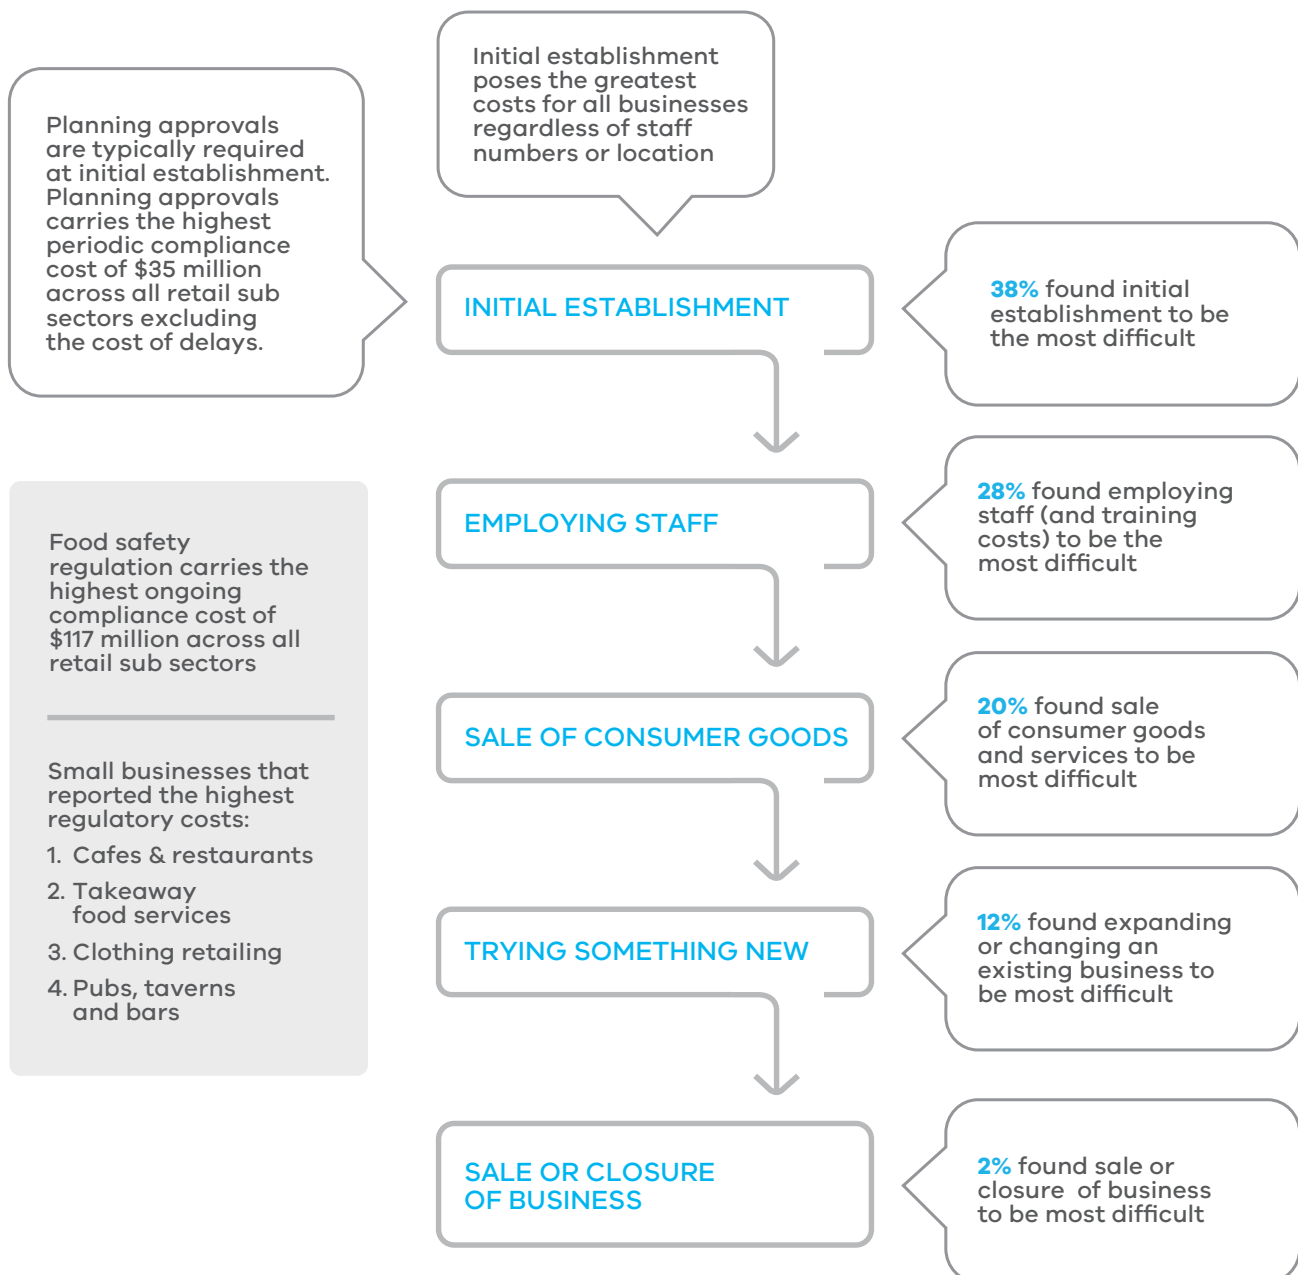 Initial establishment
poses the greatest
costs for all businesses
regardless of staff
numbers or location
Planning approvals
are typically required
at initial establishment.
Planning approvals
carries the highest
periodic compliance
cost of $35 million
across all retail sub
sectors excluding
the cost of delays.
INITIAL ESTABLISHMENT
38% found initial
establishment to be
the most difficult
EMPLOYING STAFF
28% found employing
staff (and training
costs) to be the
most difficult
Food safety
regulation carries the
highest ongoing
compliance cost of
$117 million across all
retail sub sectors
Small businesses that
reported the highest
regulatory costs:
1. Cafes & restaurants
2. Takeaway
food services
3. Clothing retailing
4. Pubs, taverns
and bars
SALE OF CONSUMER GOODS
20% found sale
of consumer goods
and services to be
most difficult
TRYING SOMETHING NEW
12% found expanding
or changing an
existing business to
be most difficult
SALE OR CLOSURE
OF BUSINESS
2% found sale or
closure of business
to be most difficult